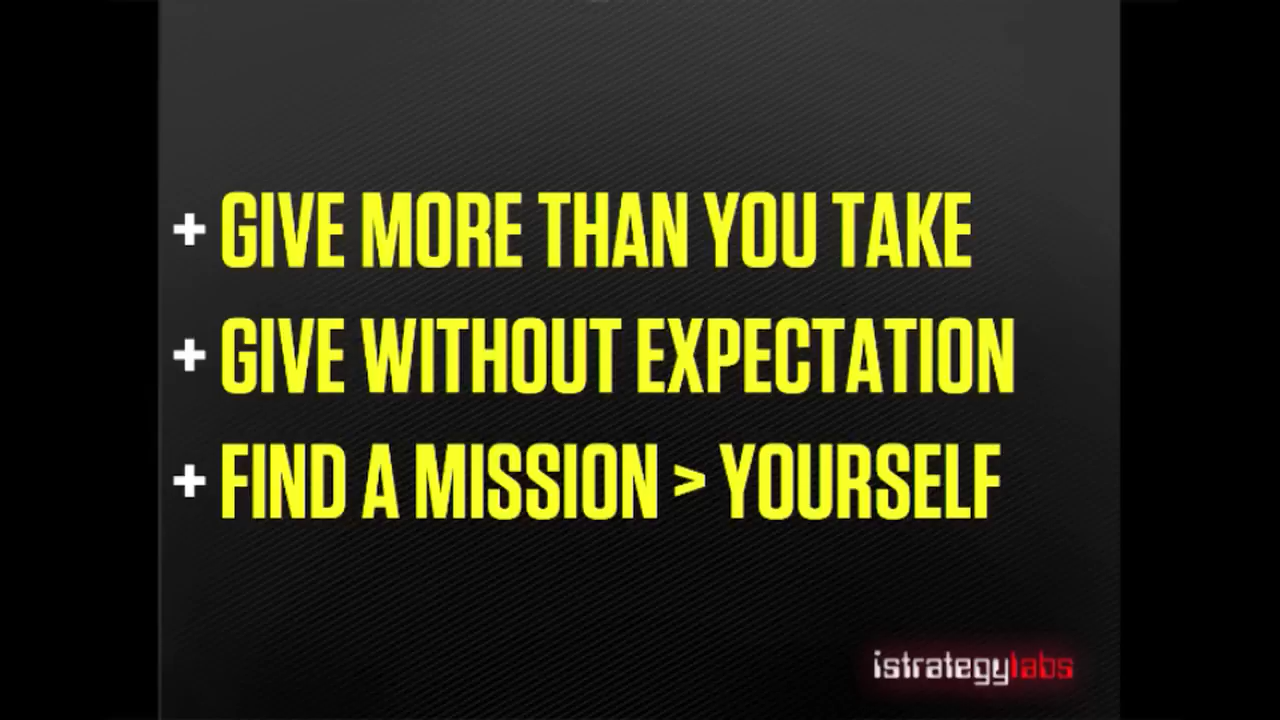 + GIVE MORE THAN YOU TAKE
+ GIVE WITHOUT EXPECTATION
+ FIND A MISSION > YOURSELF
istrategylabs